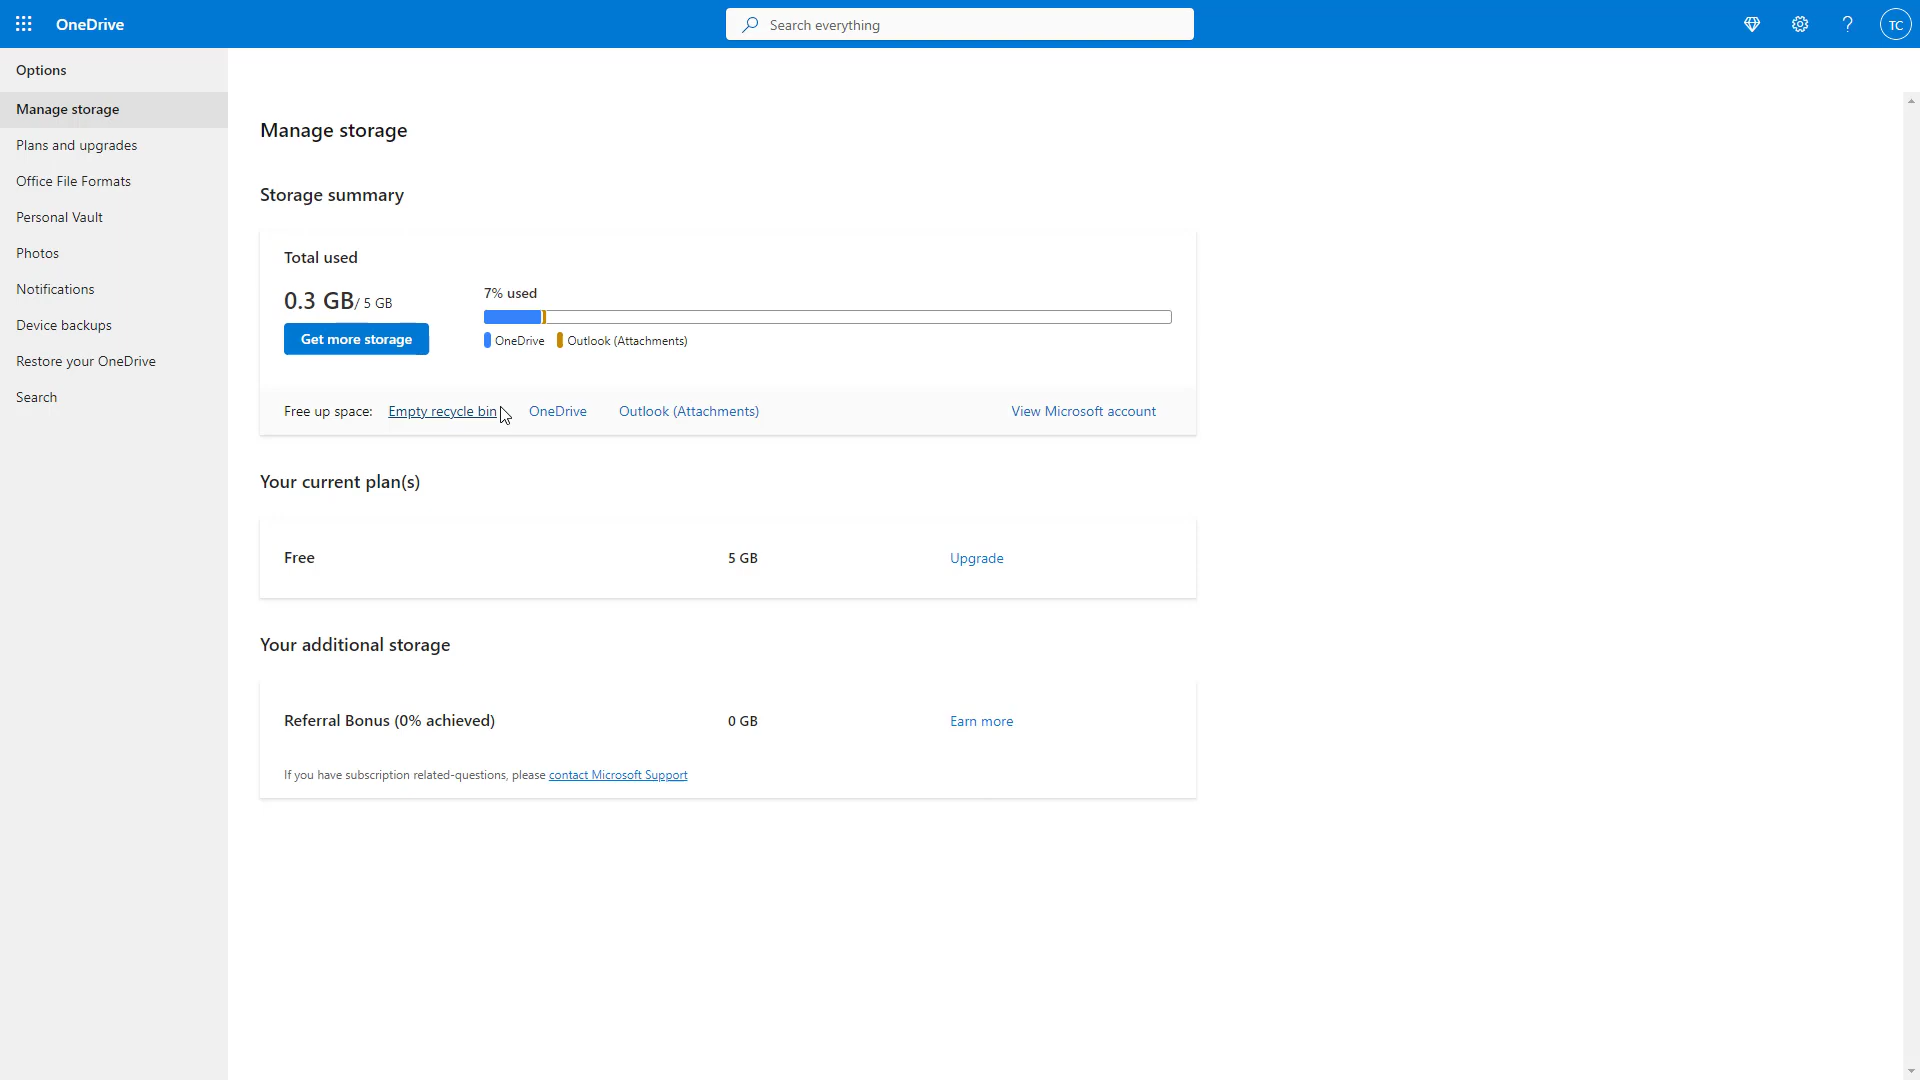 OneDrive
Search everything
?
TC
Options
Manage storage
Plans and upgrades
Office File Formats
Personal Vault
Photos
Notifications
Device backups
Restore your OneDrive
Search
Manage storage
Storage summary
Total used
0.3 GB/ 5 GB
7% used
Get more storage
OneDrive Outlook (Attachments)
Free up space: Empty recycle bin OneDrive Outlook (Attachments) View Microsoft account
Your current plan(s)
Free 5 GB Upgrade
Your additional storage
Referral Bonus (0% achieved) 0 GB Earn more
If you have subscription related-questions, please contact Microsoft Support